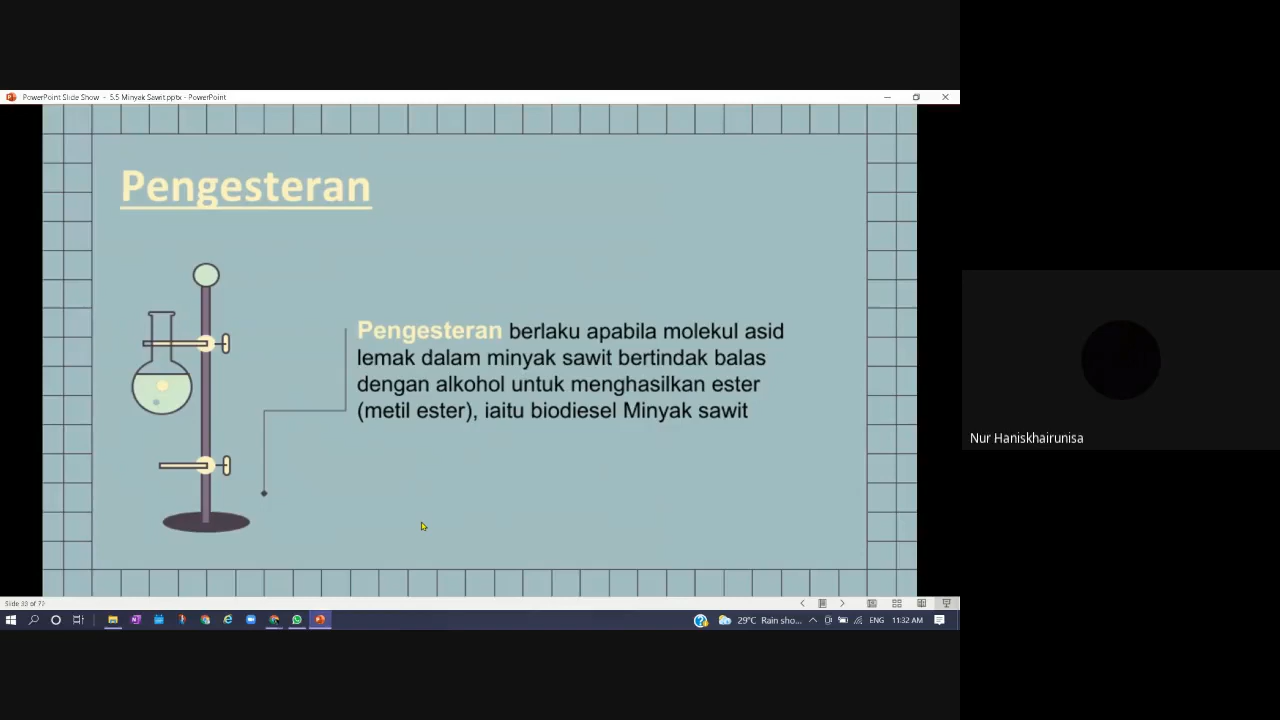 PowerPoint Slide Show - 5.5 Minyak Sawit.pptx - PowerPoint
Pengesteran
Pengesteran berlaku apabila molekul asid
lemak dalam minyak sawit bertindak balas
dengan alkohol untuk menghasilkan ester
(metil ester), iaitu biodiesel Minyak sawit
Nur Haniskhairunisa
29°C Rain sho...
ENG
11:32 AM